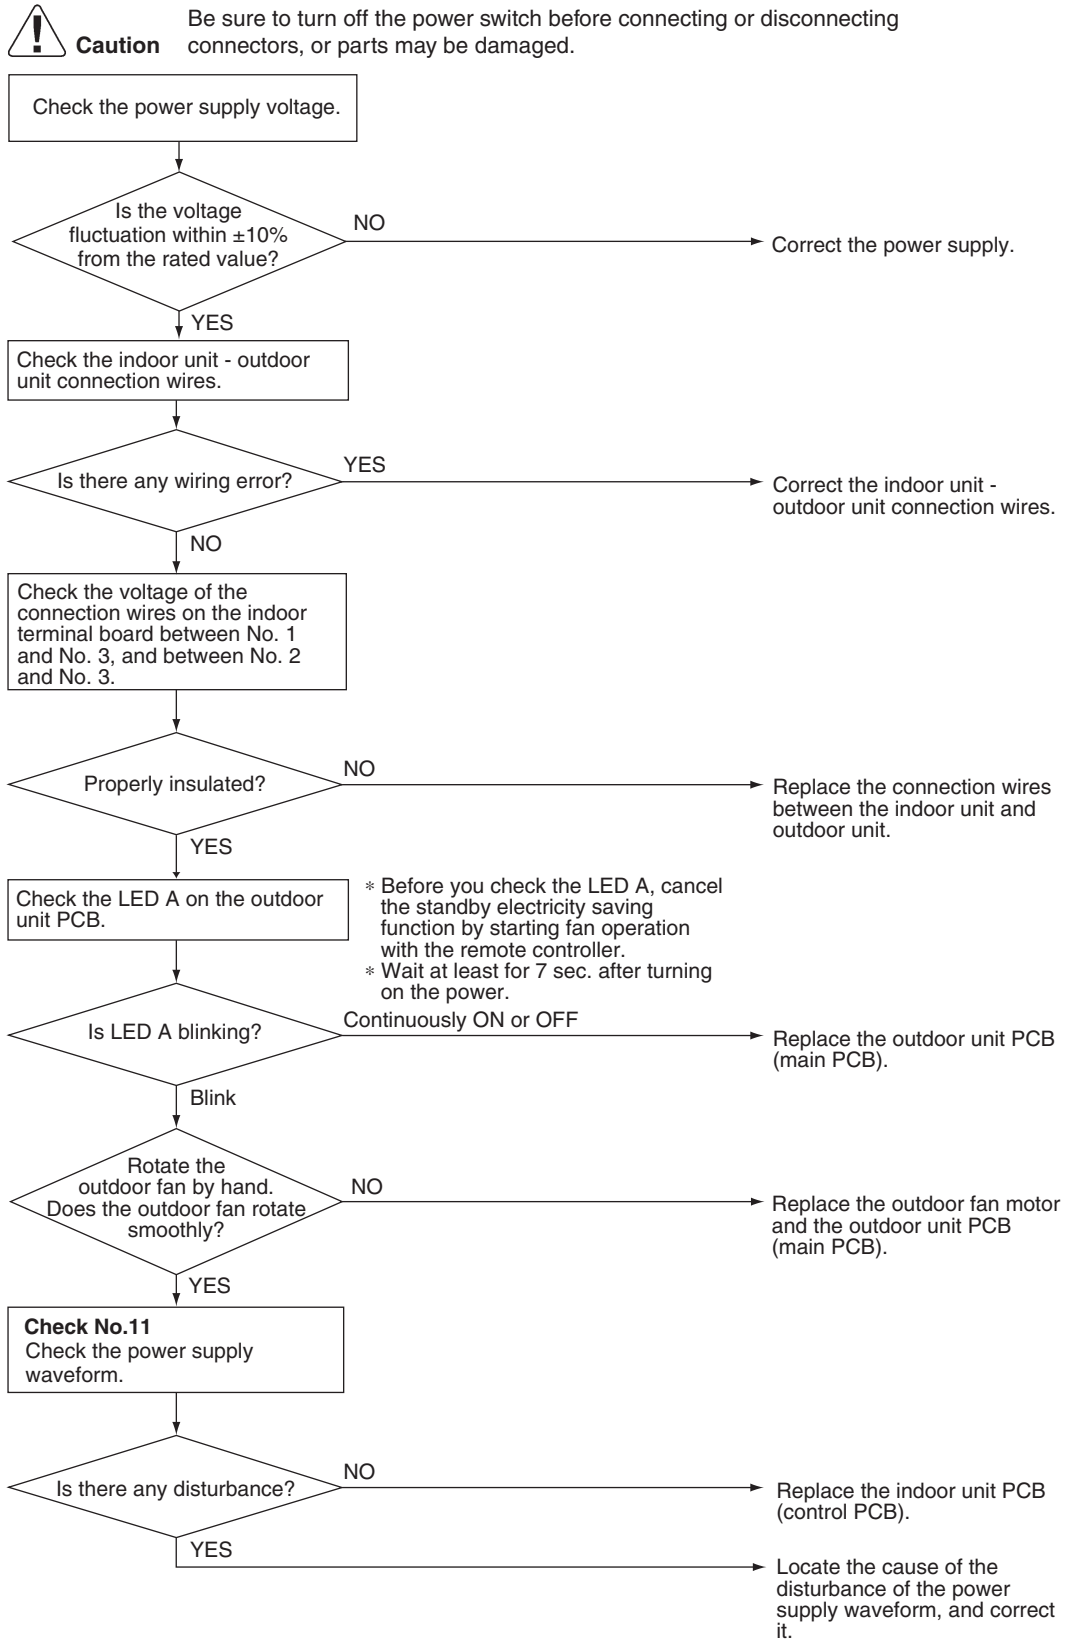 Be sure to turn off the power switch before connecting or disconnecting
Caution connectors, or parts may be damaged.
Check the power supply voltage.
Is the voltage
fluctuation within ±10%
from the rated value?
NO
Correct the power supply.
YES
Check the indoor unit - outdoor
unit connection wires.
Is there any wiring error?
YES
Correct the indoor unit -
outdoor unit connection wires.
NO
Check the voltage of the
connection wires on the indoor
terminal board between No. 1
and No. 3, and between No. 2
and No. 3.
Properly insulated?
NO
Replace the connection wires
between the indoor unit and
outdoor unit.
YES
Check the LED A on the outdoor
unit PCB.
* Before you check the LED A, cancel
the standby electricity saving
function by starting fan operation
with the remote controller.
* Wait at least for 7 sec. after turning
on the power.
Is LED A blinking?
Continuously ON or OFF
Replace the outdoor unit PCB
(main PCB).
Blink
Rotate the
outdoor fan by hand.
Does the outdoor fan rotate
smoothly?
NO
Replace the outdoor fan motor
and the outdoor unit PCB
(main PCB).
YES
Check No.11
Check the power supply
waveform.
Is there any disturbance?
NO
Replace the indoor unit PCB
(control PCB).
YES
Locate the cause of the
disturbance of the power
supply waveform, and correct
it.